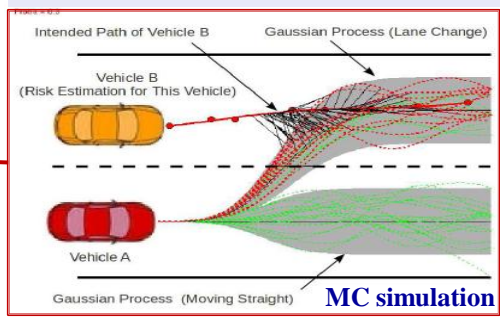 Intended Path of Vehicle B
Gaussian Process (Lane Change)
Vehicle B
(Risk Estimation for This Vehicle)
Vehicle A
Gaussian Process (Moving Straight)
MC simulation